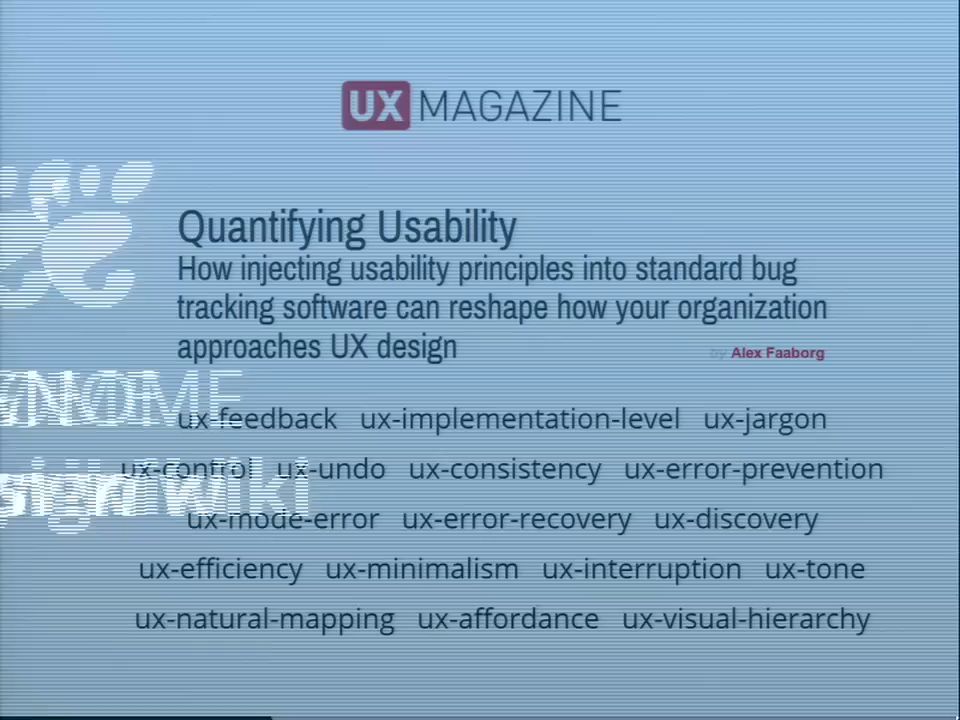 UX MAGAZINE
Quantifying Usability
How injecting usability principles into standard bug
tracking software can reshape how your organization
approaches UX design
by Alex Faaborg
GNOME
ux-feedback ux-implementation-level ux-jargon
ux-control ux-undo ux-consistency ux-error-prevention
Wiki
ux-mode-error ux-error-recovery ux-discovery
ux-efficiency ux-minimalism ux-interruption ux-tone
ux-natural-mapping ux-affordance ux-visual-hierarchy